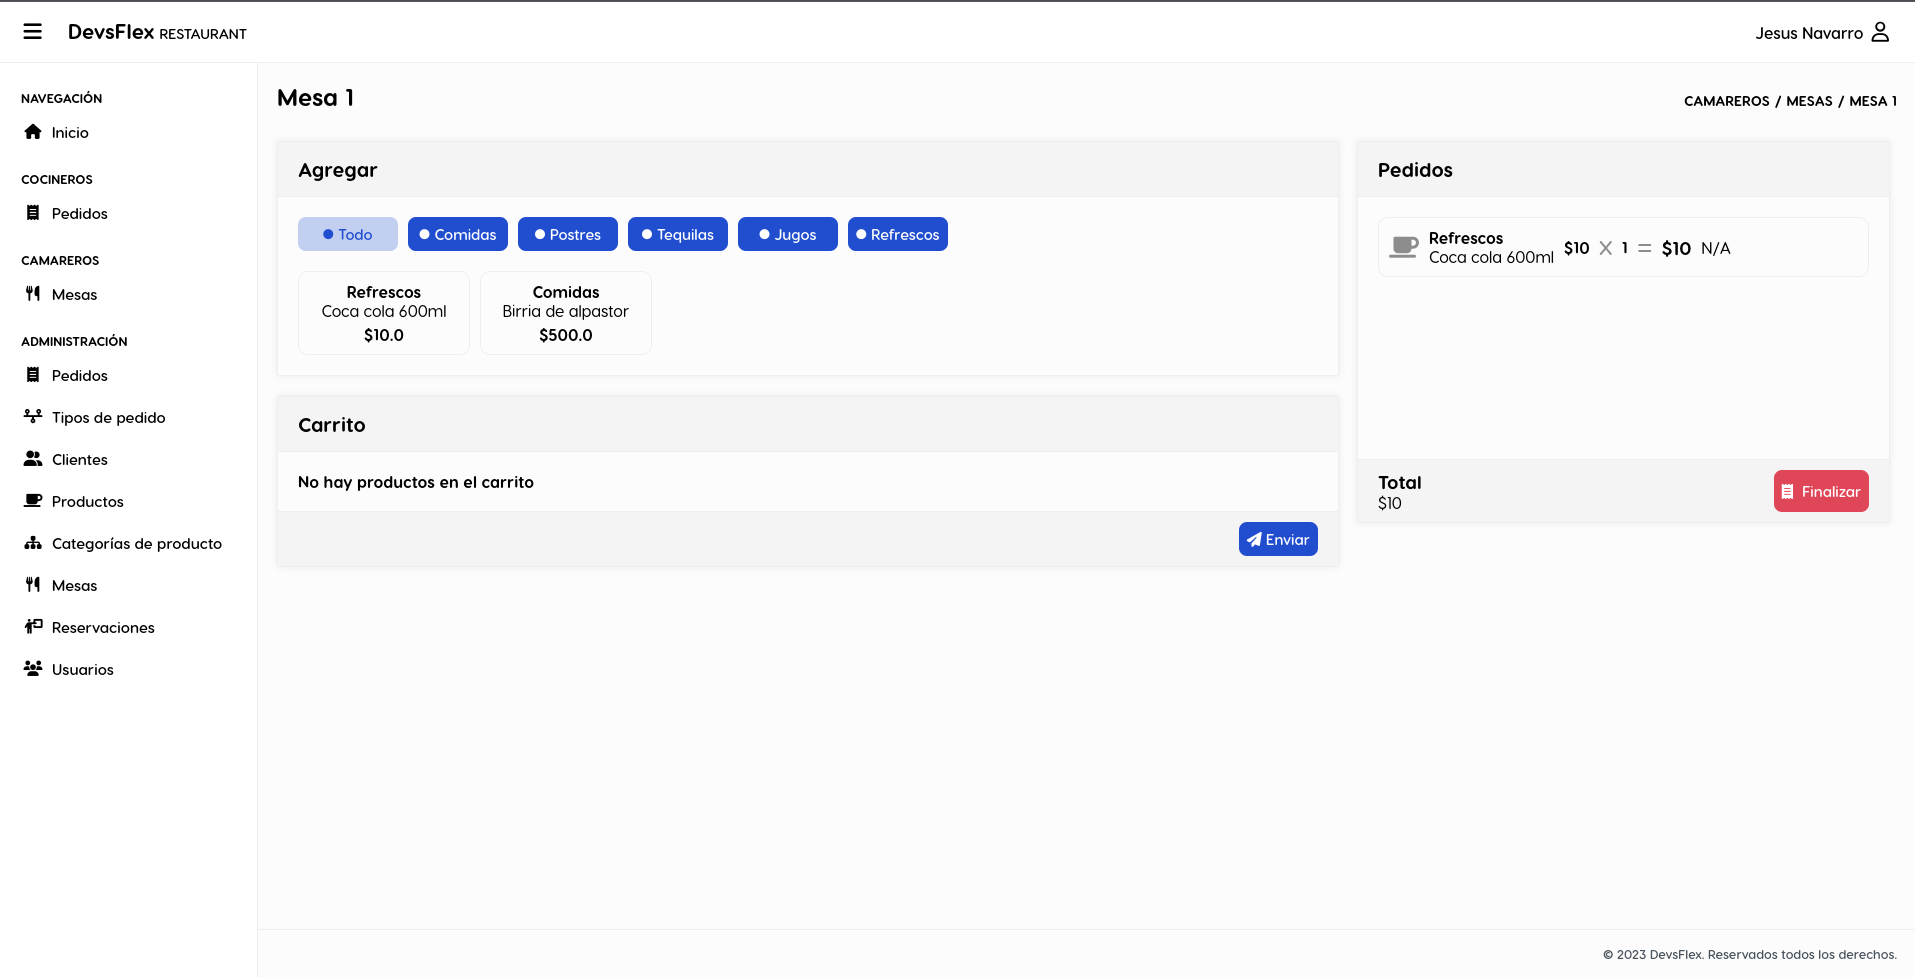 DevsFlex RESTAURANT
Jesus Navarro
NAVEGACIÓN
Inicio
COCINEROS
Pedidos
CAMAREROS
Mesas
ADMINISTRACIÓN
Pedidos
Tipos de pedido
Clientes
Productos
Categorías de producto
Mesas
Reservaciones
Usuarios
Mesa 1
CAMAREROS / MESAS / MESA 1
Agregar
Todo Comidas Postres Tequilas Jugos Refrescos
Refrescos
Coca cola 600ml
$10.0
Comidas
Birria de alpastor
$500.0
Carrito
No hay productos en el carrito
Enviar
Pedidos
Refrescos
Coca cola 600ml
$10 X 1 = $10 N/A
Total
$10
Finalizar
© 2023 DevsFlex. Reservados todos los derechos.